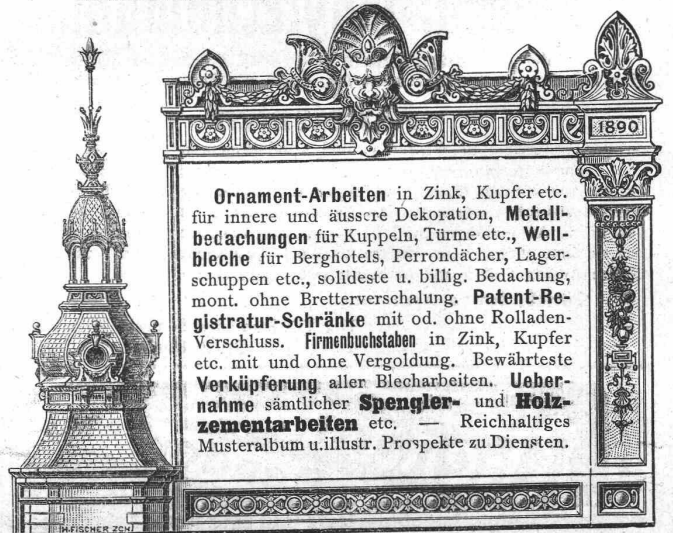 1890
Ornament-Arbeiten in Zink, Kupfer etc.
für innere und äussere Dekoration, Metall-
bedachungen für Kuppeln, Türme etc., Well-
bleche für Berghotels, Perrondächer, Lager-
schuppen etc., solideste u. billig. Bedachung,
mont. ohne Bretterverschalung. Patent-Re-
gistratur-Schränke mit od. ohne Rolladen-
Verschluss. Firmenbuchstaben in Zink, Kupfer
etc. mit und ohne Vergoldung. Bewährteste
Verküpferung aller Blecharbeiten. Ueber-
nahme sämtlicher Spengler- und Holz-
zementarbeiten etc. — Reichhaltiges
Musteralbum u. illustr. Prospekte zu Diensten.
H. FISCHER ZCH